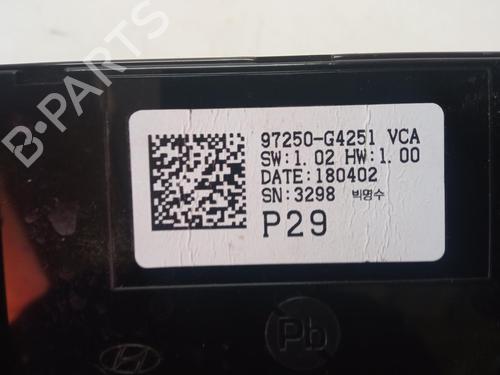 97250-G4251 VCA
SW:1.02 HW:1.00
DATE:180402
SN:3298 박명수
P29
Pb
B-PARTS